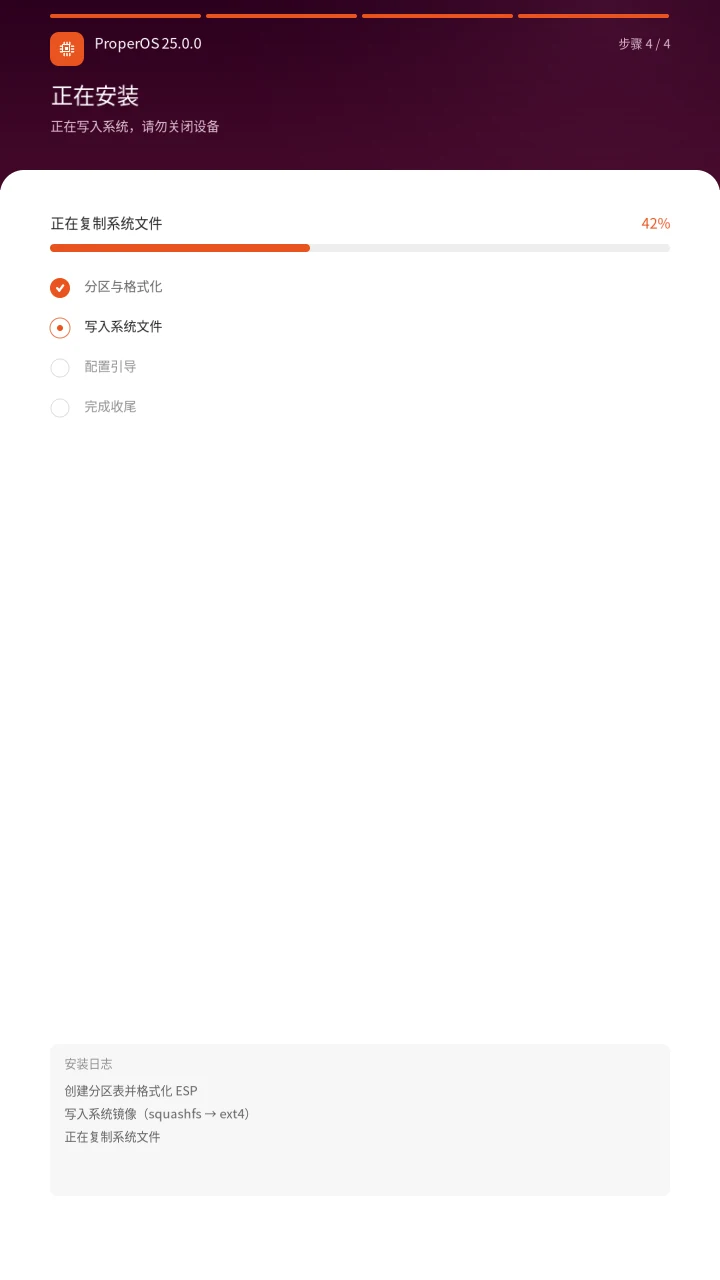 ProperOS 25.0.0
步骤 4 / 4
正在安装
正在写入系统，请勿关闭设备
正在复制系统文件
42%
分区与格式化
写入系统文件
配置引导
完成收尾
安装日志
创建分区表并格式化 ESP
写入系统镜像（squashfs → ext4）
正在复制系统文件